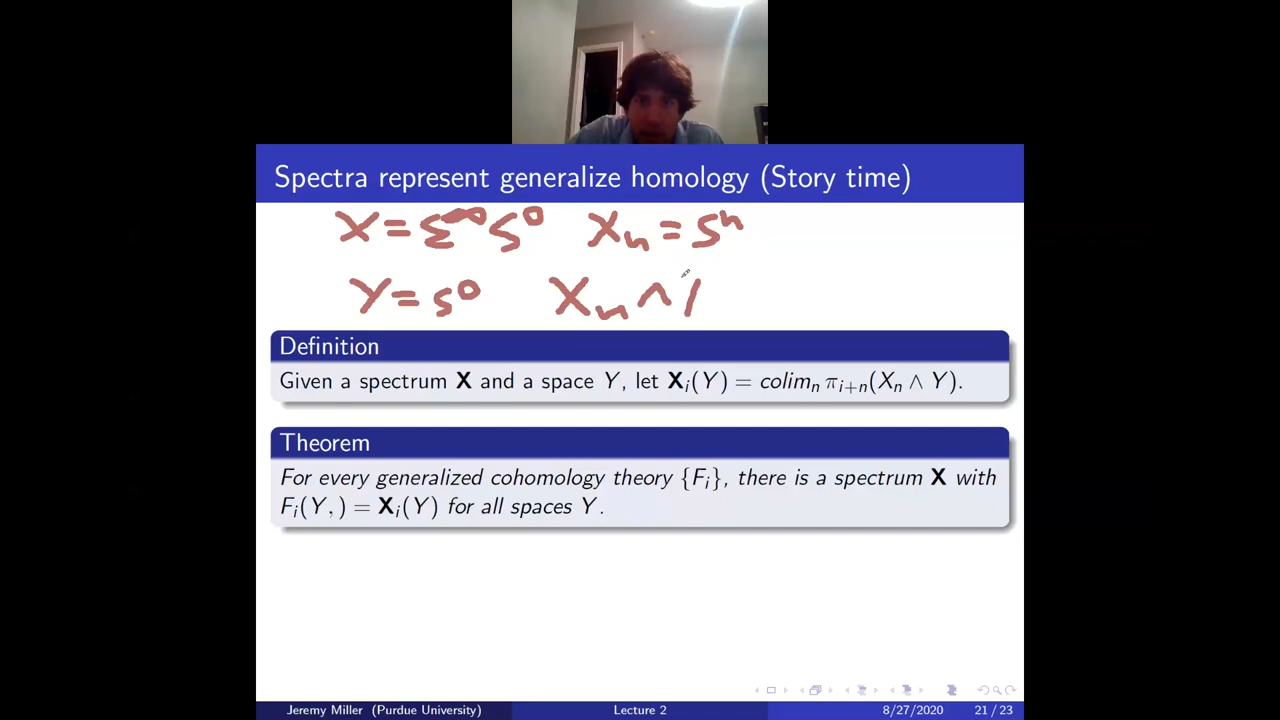 Spectra represent generalize homology (Story time)
X = Σ^∞ S^0 X_n = S^n
Y = S^0 X_n ∧
Definition
Given a spectrum X and a space Y, let X_i(Y) = colim_n π_{i+n}(X_n ∧ Y).
Theorem
For every generalized cohomology theory {F_i}, there is a spectrum X with
F_i(Y, ) = X_i(Y) for all spaces Y.
Jeremy Miller (Purdue University) Lecture 2 8/27/2020 21 / 23